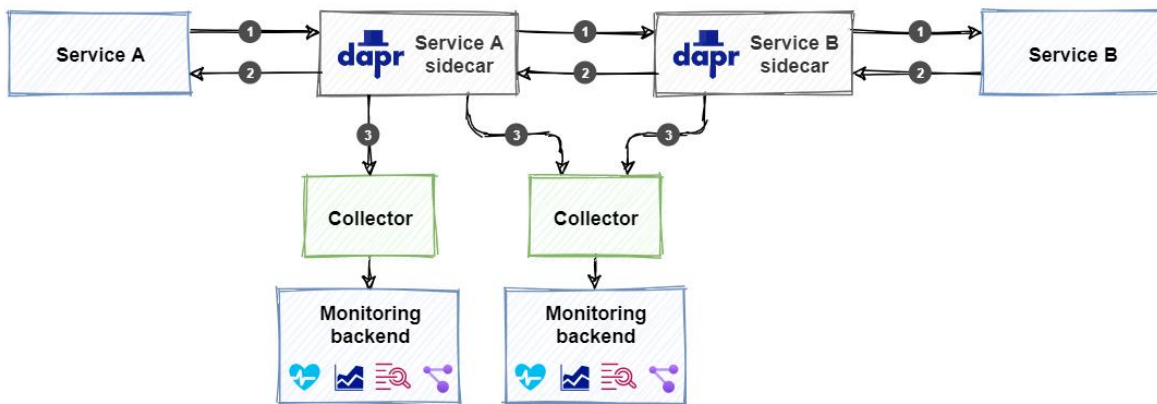 1
1
1
Service A
dapr
Service A
sidecar
dapr
Service B
sidecar
Service B
2
2
2
3
3
3
Collector
Collector
Monitoring
backend
Monitoring
backend